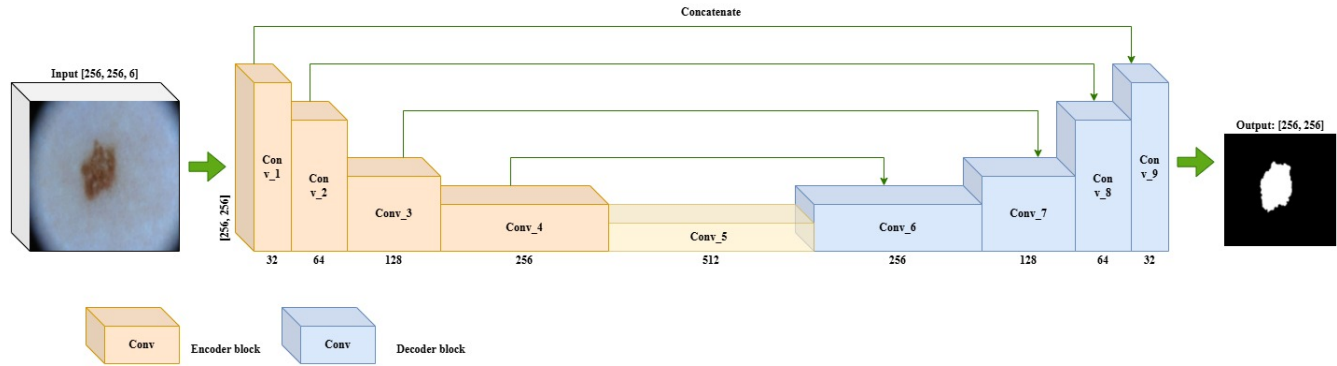 Concatenate
Input [256, 256, 6]
Output: [256, 256]
[256, 256]
Con
v_1
Con
v_2
Conv_3
Conv_4
Conv_5
Conv_6
Conv_7
Con
v_8
Con
v_9
32
64
128
256
512
256
128
64
32
Conv
Encoder block
Conv
Decoder block